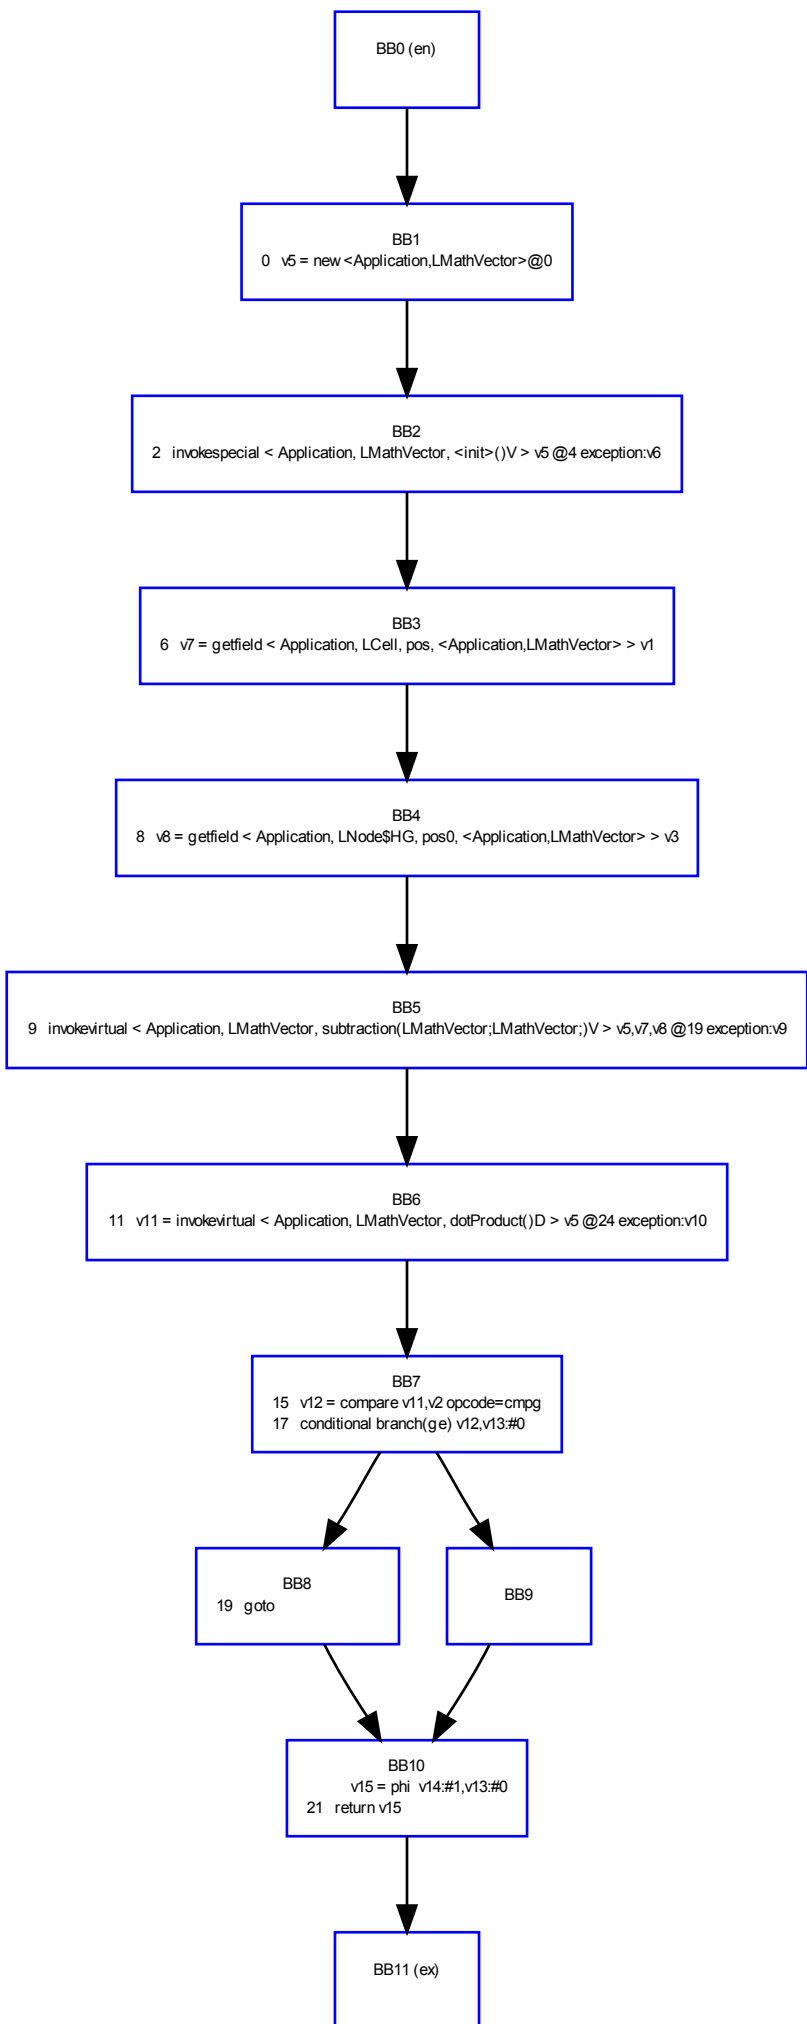 BB0 (en)
BB1
0 v5 = new <Application,LMathVector>@0
BB2
2 invokespecial < Application, LMathVector, <init>()V > v5 @4 exception:v6
BB3
6 v7 = getfield < Application, LCell, pos, <Application,LMathVector> > v1
BB4
8 v8 = getfield < Application, LNode$HG, pos0, <Application,LMathVector> > v3
BB5
9 invokevirtual < Application, LMathVector, subtraction(LMathVector;LMathVector;)V > v5,v7,v8 @19 exception:v9
BB6
11 v11 = invokevirtual < Application, LMathVector, dotProduct()D > v5 @24 exception:v10
BB7
15 v12 = compare v11,v2 opcode=cmpg
17 conditional branch(ge) v12,v13:#0
BB8
19 goto
BB9
BB10
v15 = phi v14:#1,v13:#0
21 return v15
BB11 (ex)